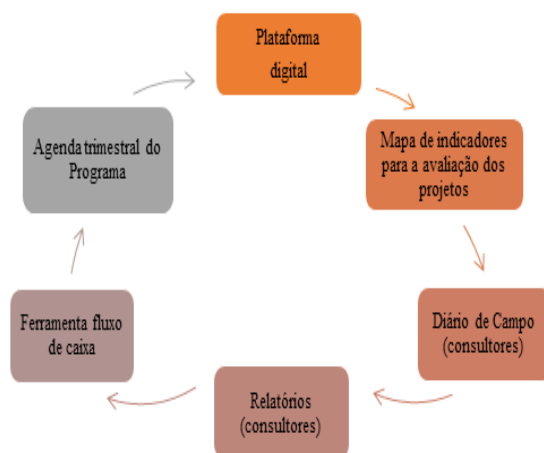 Plataforma
digital
Mapa de indicadores
para a avaliação dos
projetos
Diário de Campo
(consultores)
Relatórios
(consultores)
Ferramenta fluxo
de caixa
Agenda trimestral do
Programa